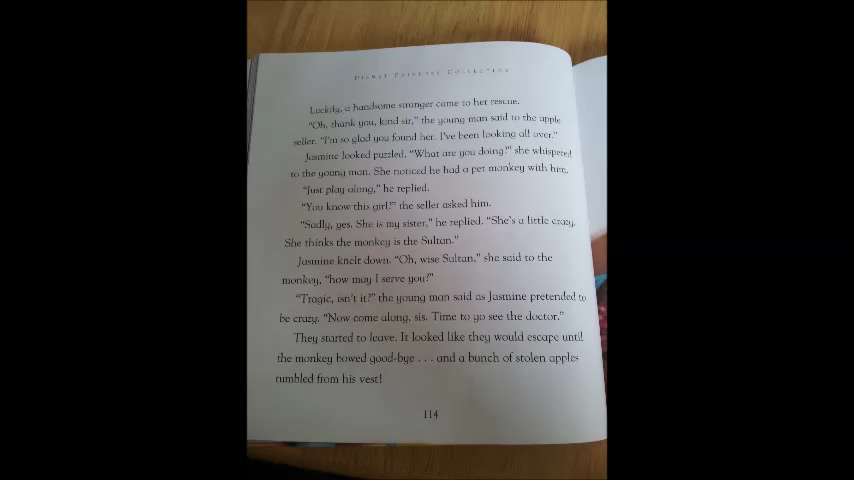 DISNEY PRINCESS COLLECTION
Luckily, a handsome stranger came to her rescue.
"Oh, thank you, kind sir," the young man said to the apple
seller. "I'm so glad you found her. I've been looking all over."
Jasmine looked puzzled. "What are you doing?" she whispered
to the young man. She noticed he had a pet monkey with him.
"Just play along," he replied.
"You know this girl?" the seller asked him.
"Sadly, yes. She is my sister," he replied. "She's a little crazy.
She thinks the monkey is the Sultan."
Jasmine knelt down. "Oh, wise Sultan," she said to the
monkey, "how may I serve you?"
"Tragic, isn't it?" the young man said as Jasmine pretended to
be crazy. "Now come along, sis. Time to go see the doctor."
They started to leave. It looked like they would escape until
the monkey bowed good-bye . . . and a bunch of stolen apples
tumbled from his vest!
114